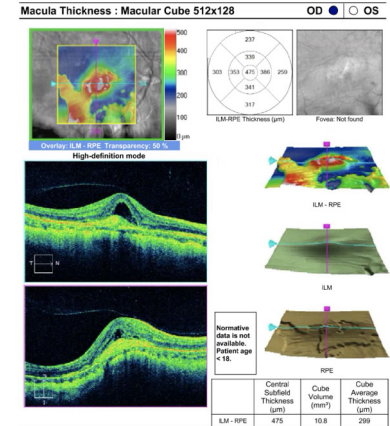 Macula Thickness : Macular Cube 512x128 OD OS
500
400
300
200
100
0 µm
Overlay: ILM - RPE Transparency: 50 %
237
338
303 353 475 386 259
341
317
ILM-RPE Thickness (µm)
Fovea: Not found
High-definition mode
T N
ILM - RPE
ILM
RPE
Normative
data is not
available.
Patient age
< 18.
Central Subfield Thickness (µm)
Cube Volume (mm³)
Cube Average Thickness (µm)
ILM - RPE 475 10.8 299